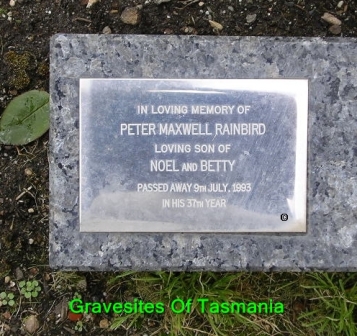 IN LOVING MEMORY OF
PETER MAXWELL RAINBIRD
LOVING SON OF
NOEL AND BETTY
PASSED AWAY 9TH JULY, 1993
IN HIS 37TH YEAR
Gravesites Of Tasmania